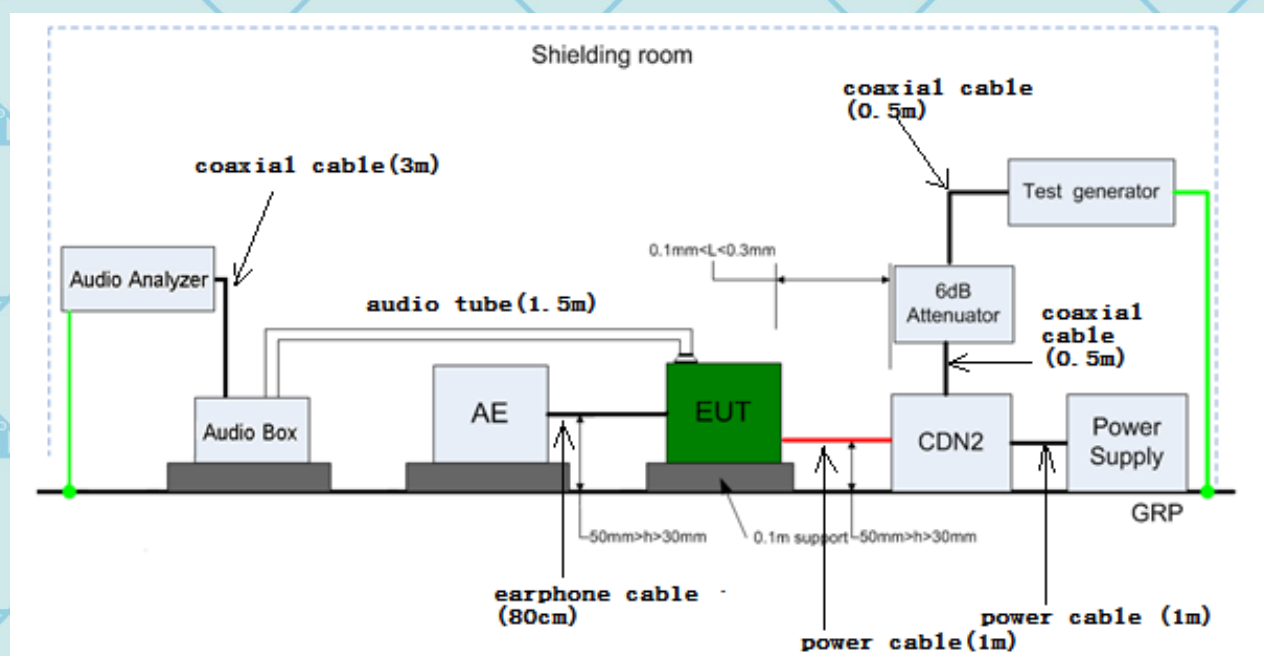 Shielding room
coaxial cable
(0.5m)
coaxial cable(3m)
Test generator
0.1mm<L<0.3mm
Audio Analyzer
6dB
Attenuator
audio tube(1.5m)
coaxial
cable
(0.5m)
AE
EUT
Audio Box
CDN2
Power
Supply
GRP
50mm>h>30mm
0.1m support
50mm>h>30mm
earphone cable
(80cm)
power cable(1m)
power cable (1m)